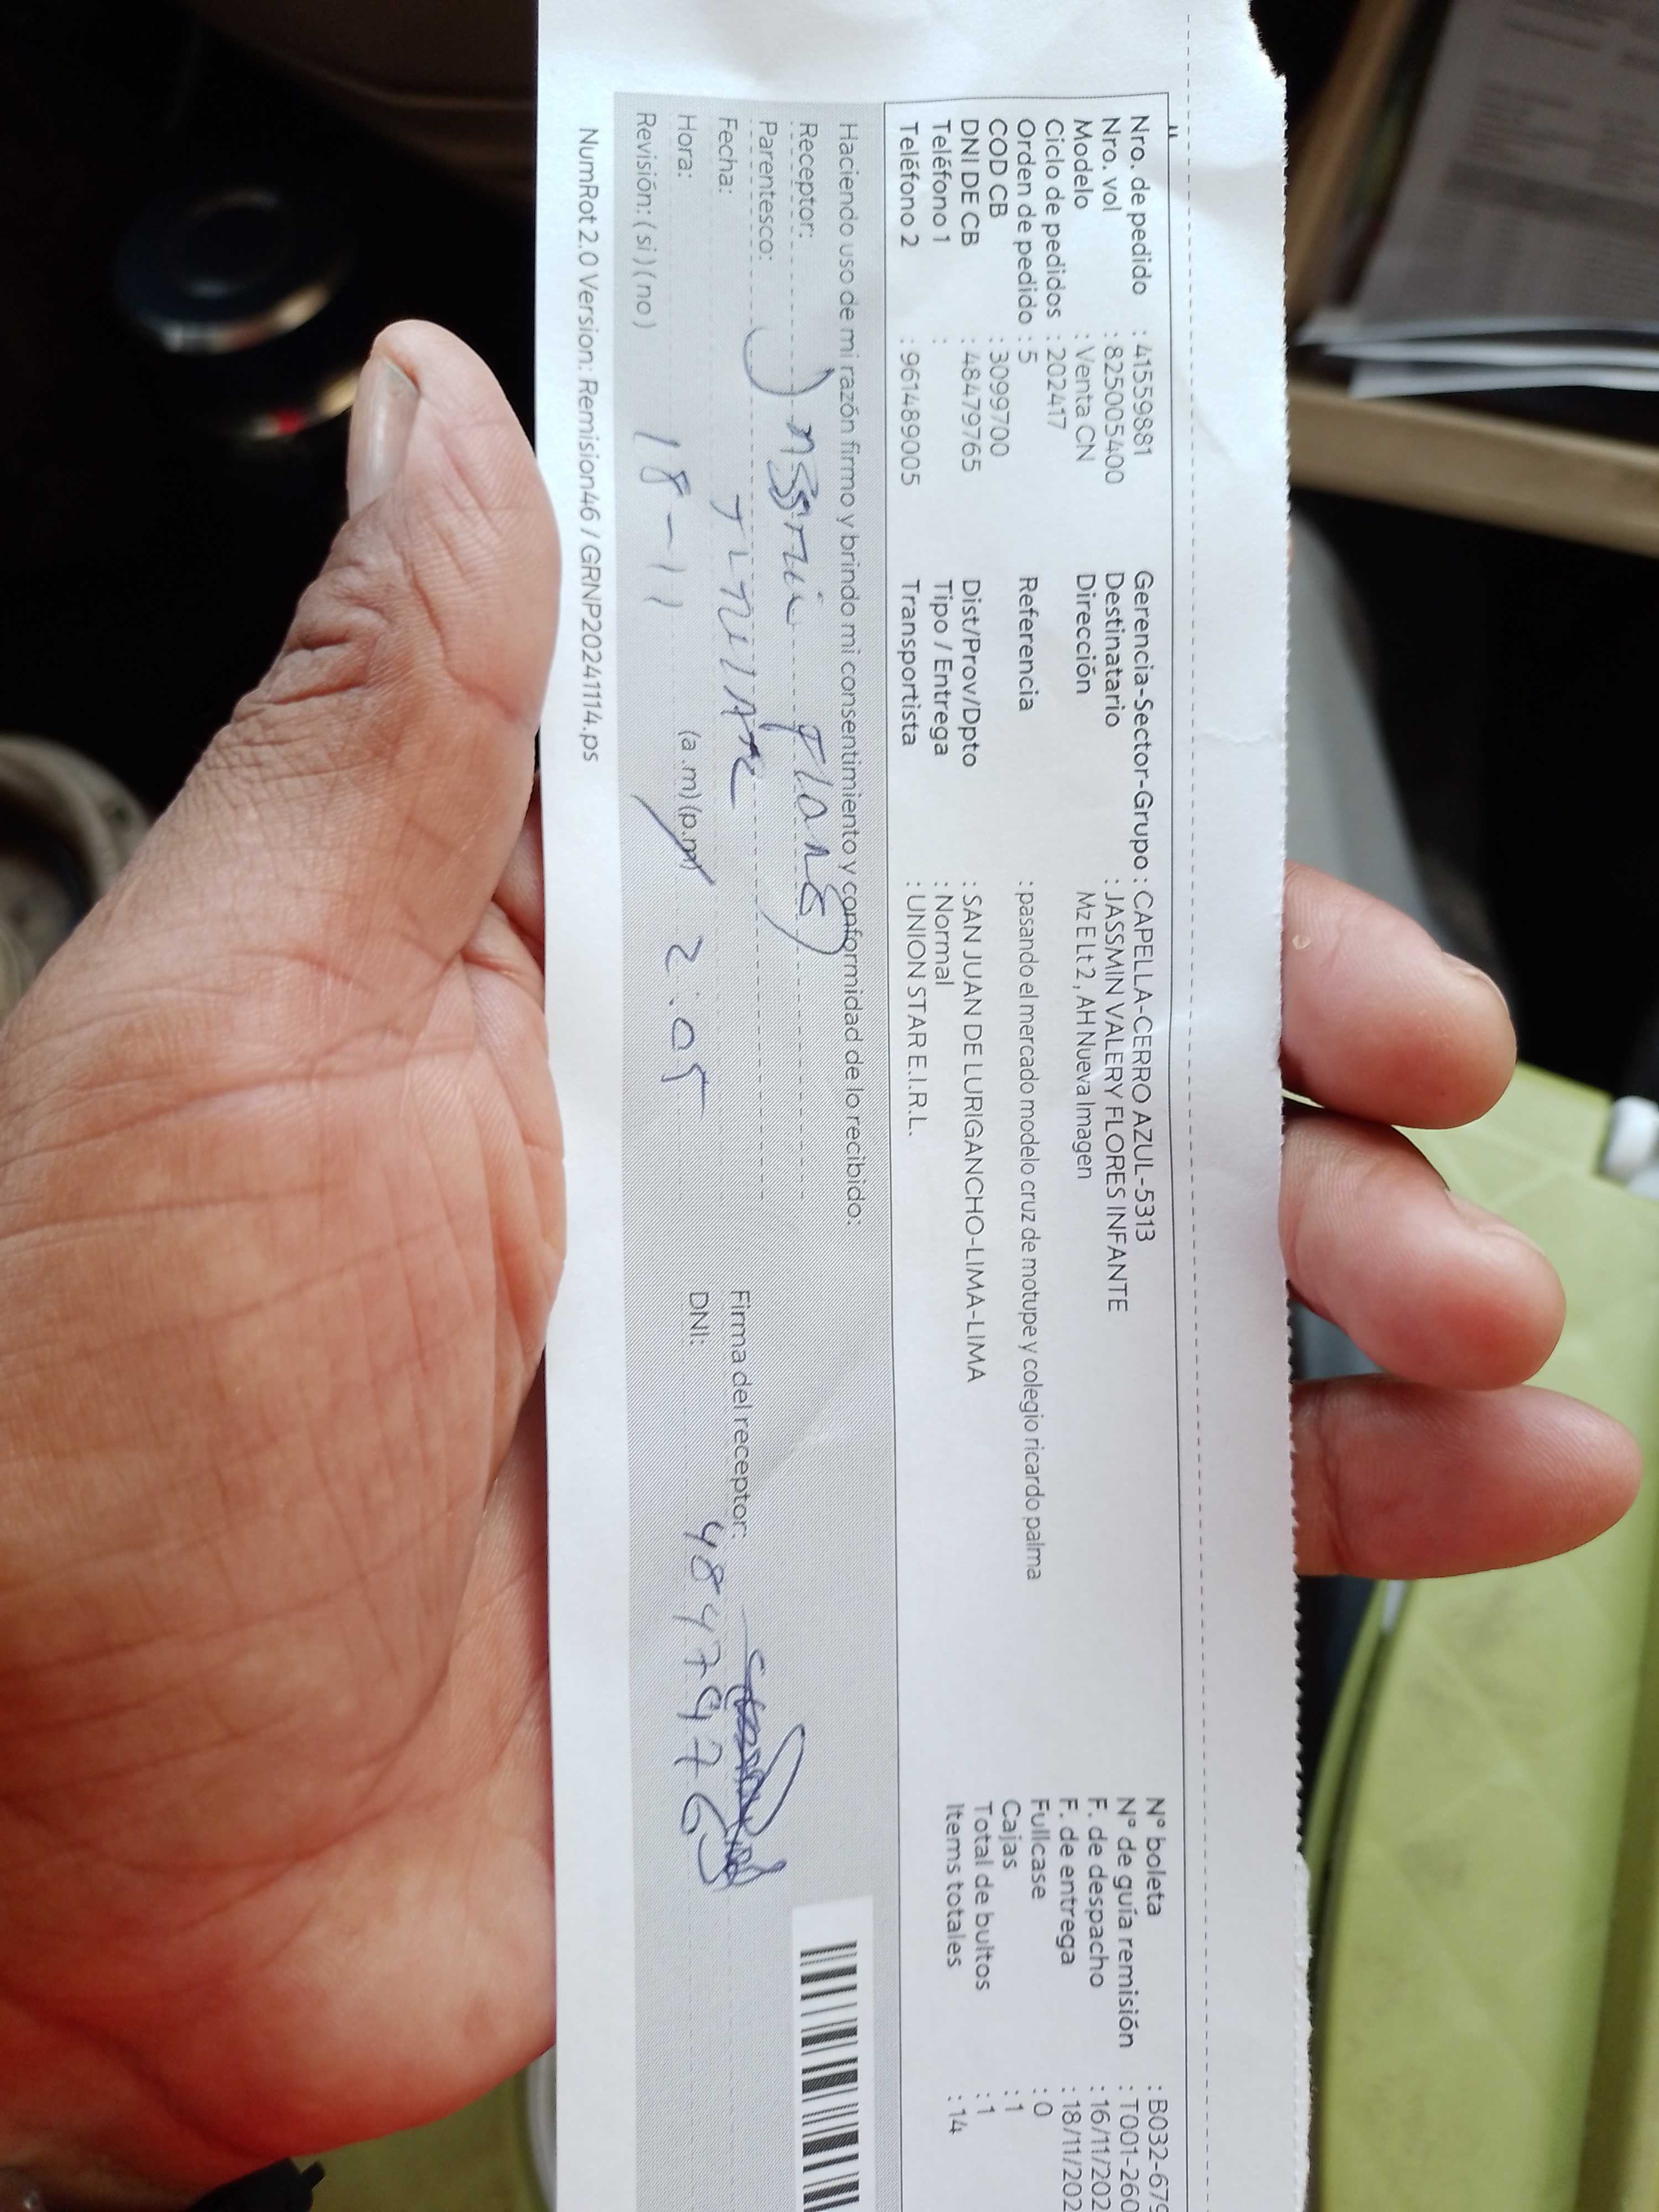 Nro. de pedido : 41559881 Gerencia-Sector-Grupo : CAPELLA-CERRO AZUL-5313 N° boleta : B032-679
Nro. vol : 825005400 Destinatario : JASSMIN VALERY FLORES INFANTE N° de guía remisión : T001-260
Modelo : Venta CN Dirección Mz E Lt 2 , AH Nueva Imagen F. de despacho : 16/11/202
Ciclo de pedidos : 202417 F. de entrega : 18/11/202
Orden de pedido : 5 Referencia : pasando el mercado modelo cruz de motupe y colegio ricardo palma Fullcase : 0
COD CB : 3099700 Cajas : 1
DNI DE CB : 48479765 Dist/Prov/Dpto : SAN JUAN DE LURIGANCHO-LIMA-LIMA Total de bultos : 1
Teléfono 1 : Tipo / Entrega : Normal Items totales : 14
Teléfono 2 : 961489005 Transportista : UNION STAR E.I.R.L.
Haciendo uso de mi razón firmo y brindo mi consentimiento y conformidad de lo recibido:
Receptor:
Parentesco:
Fecha: Firma del receptor:
Hora: 18-11 (a.m) (p.m) 2:05 DNI:
Revisión: ( si ) ( no )
NumRot 2.0 Version: Remision46 / GRNP20241114.ps